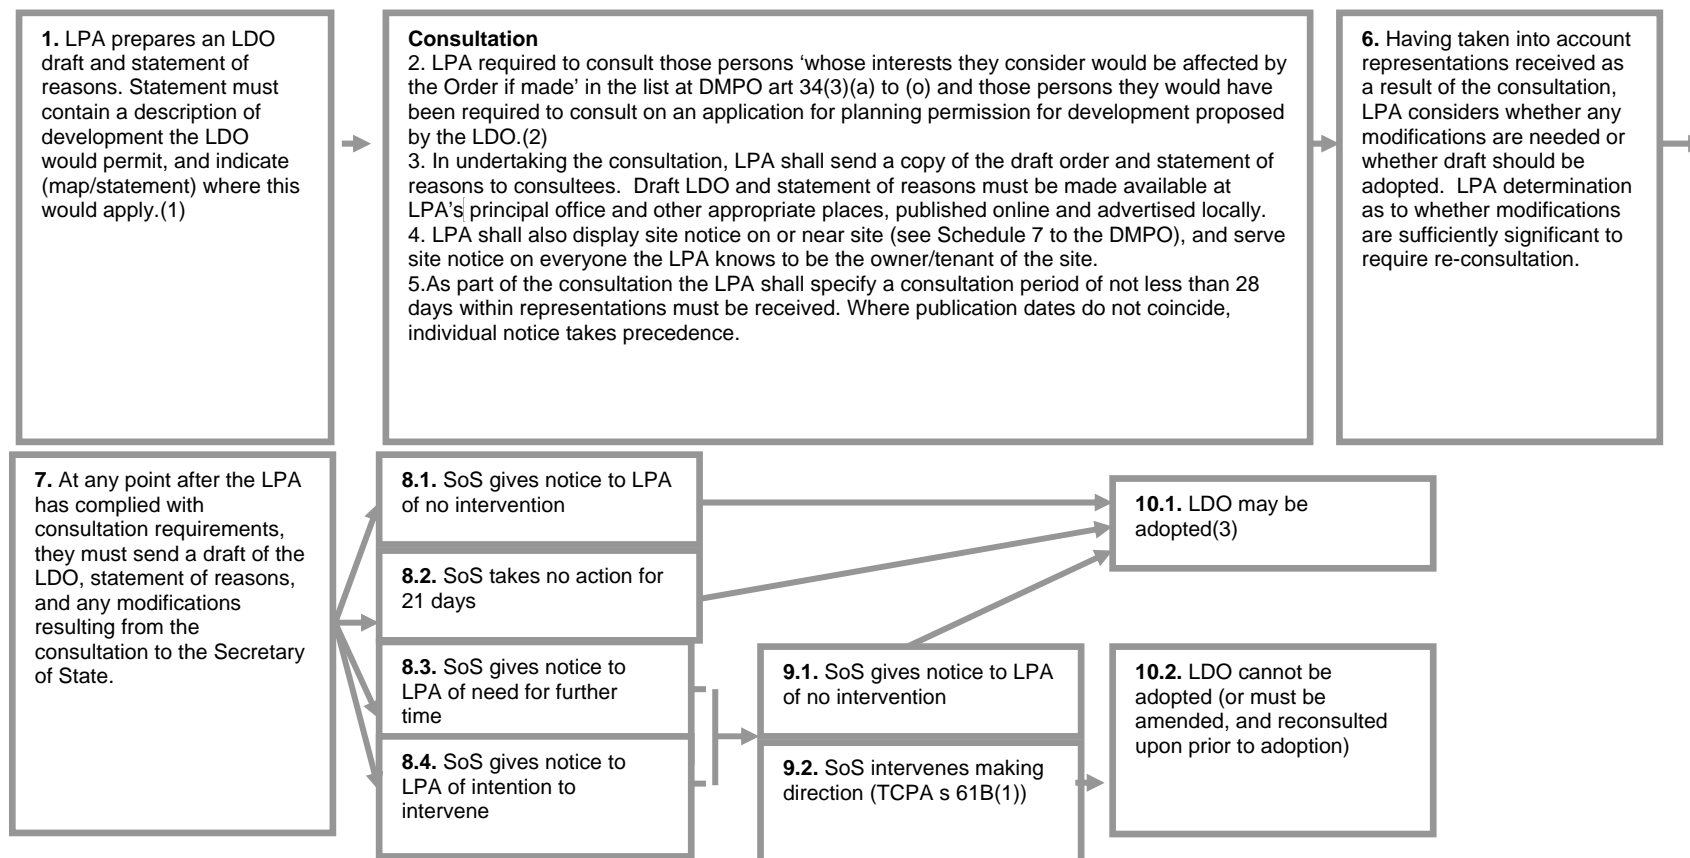 1. LPA prepares an LDO
draft and statement of
reasons. Statement must
contain a description of
development the LDO
would permit, and indicate
(map/statement) where this
would apply.(1)
Consultation
2. LPA required to consult those persons ‘whose interests they consider would be affected by
the Order if made’ in the list at DMPO art 34(3)(a) to (o) and those persons they would have
been required to consult on an application for planning permission for development proposed
by the LDO.(2)
3. In undertaking the consultation, LPA shall send a copy of the draft order and statement of
reasons to consultees. Draft LDO and statement of reasons must be made available at
LPA’s principal office and other appropriate places, published online and advertised locally.
4. LPA shall also display site notice on or near site (see Schedule 7 to the DMPO), and serve
site notice on everyone the LPA knows to be the owner/tenant of the site.
5.As part of the consultation the LPA shall specify a consultation period of not less than 28
days within representations must be received. Where publication dates do not coincide,
individual notice takes precedence.
6. Having taken into account
representations received as
a result of the consultation,
LPA considers whether any
modifications are needed or
whether draft should be
adopted. LPA determination
as to whether modifications
are sufficiently significant to
require re-consultation.
7. At any point after the LPA
has complied with
consultation requirements,
they must send a draft of the
LDO, statement of reasons,
and any modifications
resulting from the
consultation to the Secretary
of State.
8.1. SoS gives notice to LPA
of no intervention
8.2. SoS takes no action for
21 days
8.3. SoS gives notice to
LPA of need for further
time
8.4. SoS gives notice to
LPA of intention to
intervene
9.1. SoS gives notice to LPA
of no intervention
9.2. SoS intervenes making
direction (TCPA s 61B(1))
10.1. LDO may be
adopted(3)
10.2. LDO cannot be
adopted (or must be
amended, and reconsulted
upon prior to adoption)